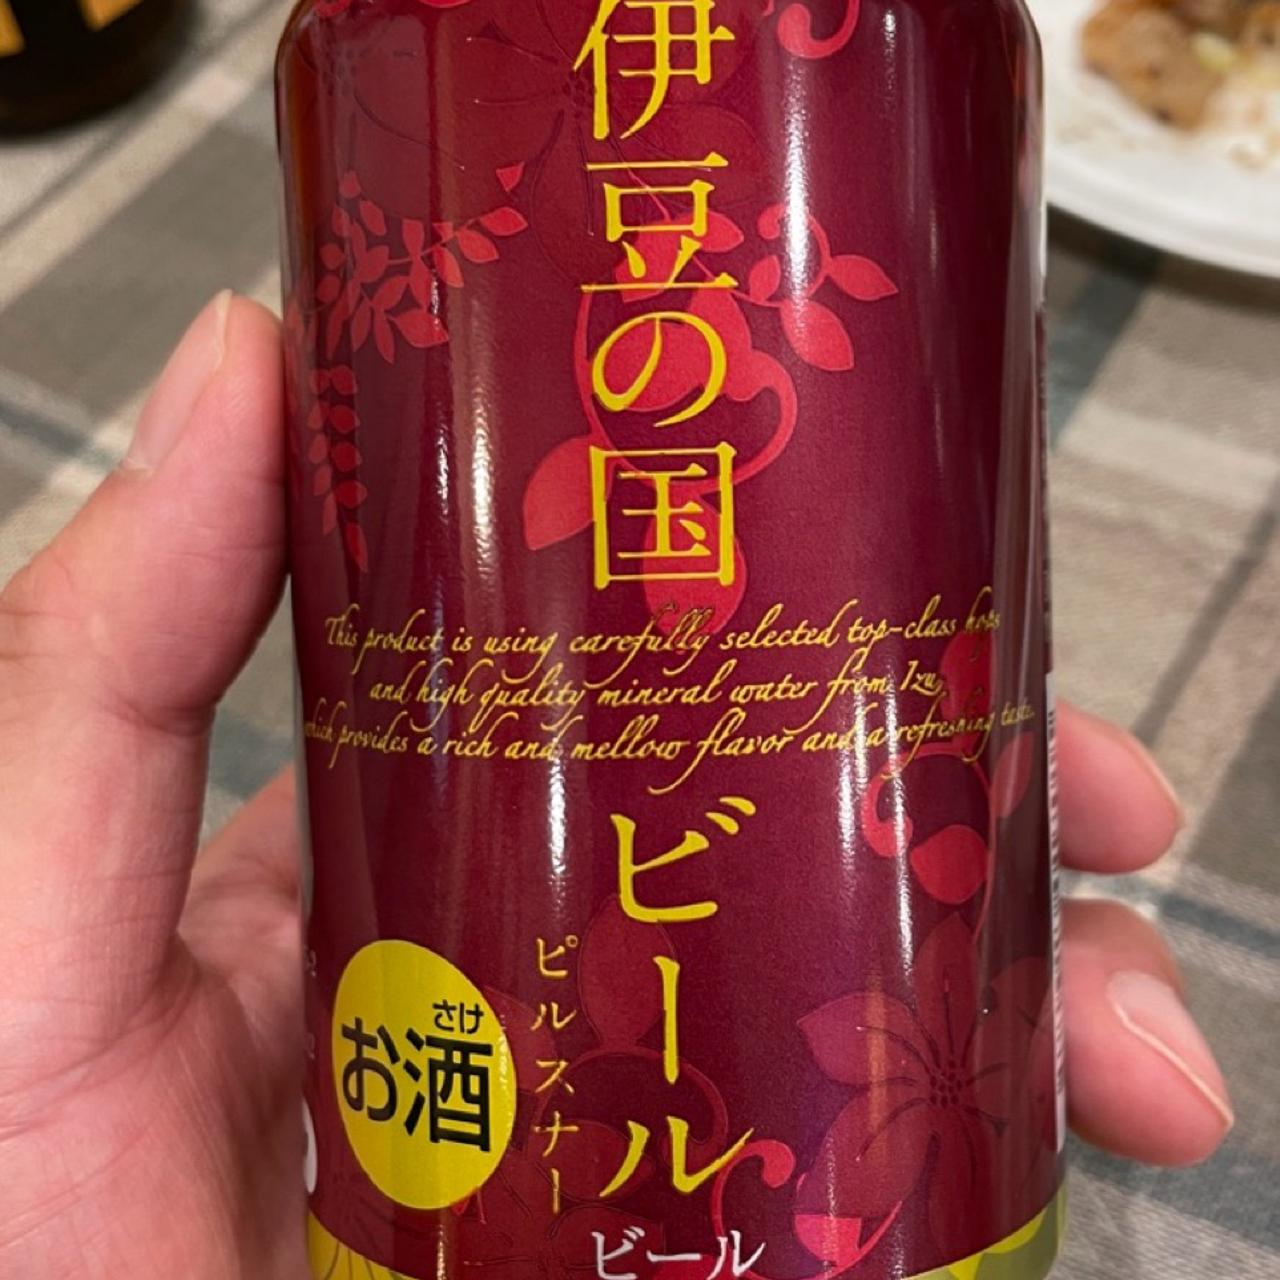 伊豆の国
This product is using carefully selected top-class hops
and high quality mineral water from Izu,
which provides a rich and mellow flavor and a refreshing taste.
ビール
ピルスナー
さけ
お酒
ビール